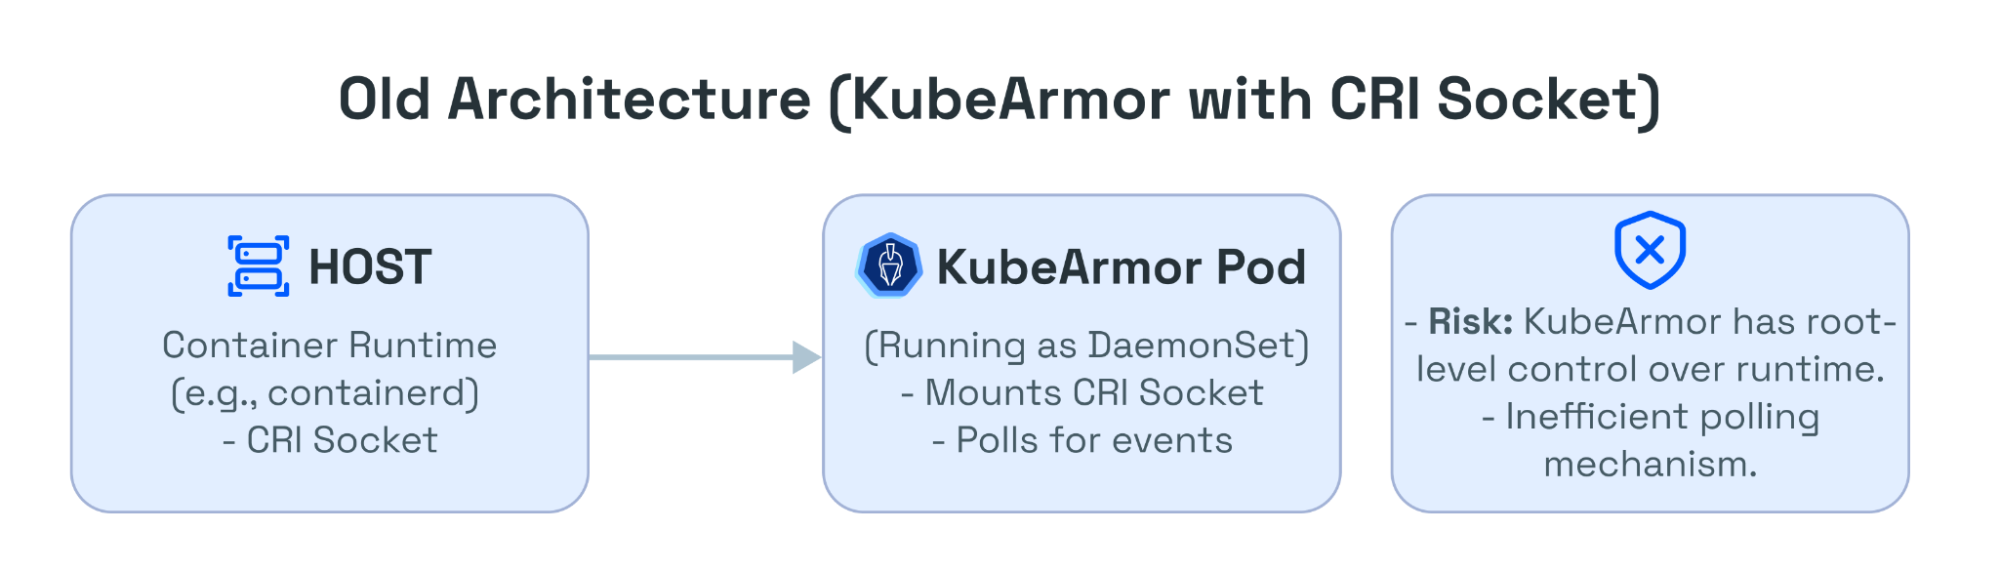 Old Architecture (KubeArmor with CRI Socket)
HOST
Container Runtime
(e.g., containerd)
- CRI Socket
KubeArmor Pod
(Running as DaemonSet)
- Mounts CRI Socket
- Polls for events
- Risk: KubeArmor has root-
level control over runtime.
- Inefficient polling
mechanism.